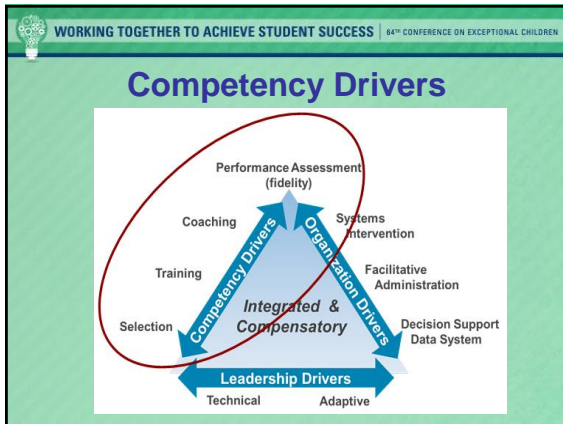 WORKING TOGETHER TO ACHIEVE STUDENT SUCCESS | 64TH CONFERENCE ON EXCEPTIONAL CHILDREN
Competency Drivers
Performance Assessment
(fidelity)
Coaching
Training
Selection
Competency Drivers
Organization Drivers
Systems
Intervention
Facilitative
Administration
Decision Support
Data System
Integrated &
Compensatory
Leadership Drivers
Technical
Adaptive